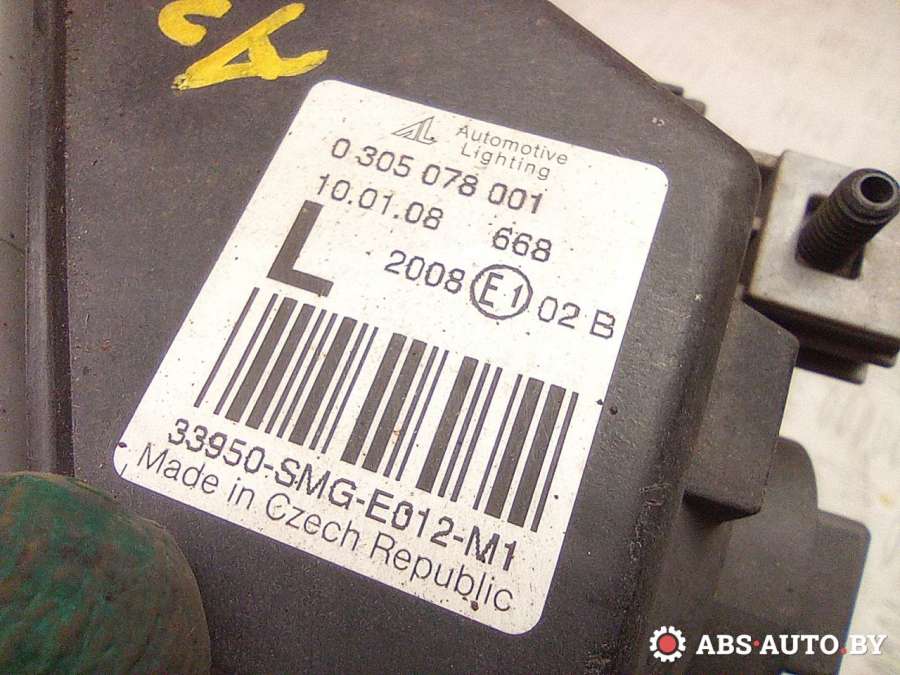 Automotive
Lighting
0 305 078 001
10.01.08 668
L 2008 E1 02 B
33950-SMG-E012-M1
Made in Czech Republic
ABS-AUTO.BY